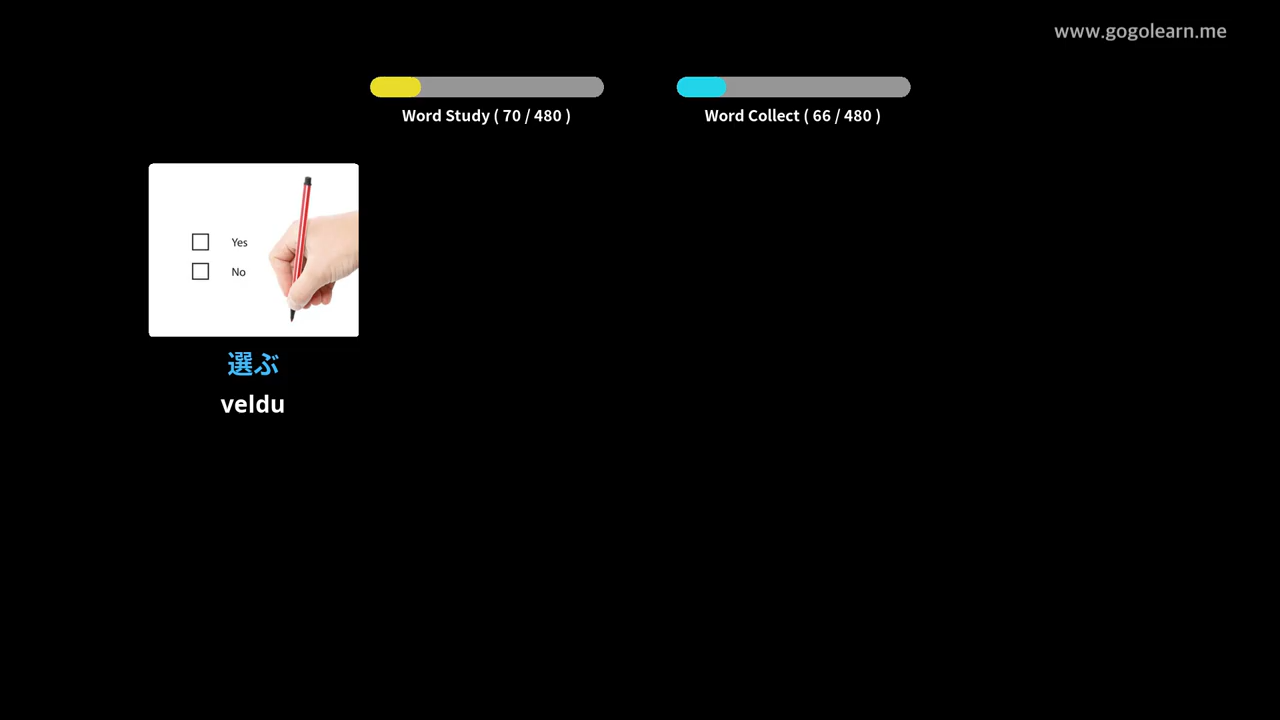 www.gogolearn.me
Word Study ( 70 / 480 )
Word Collect ( 66 / 480 )
Yes
No
選ぶ
veldu